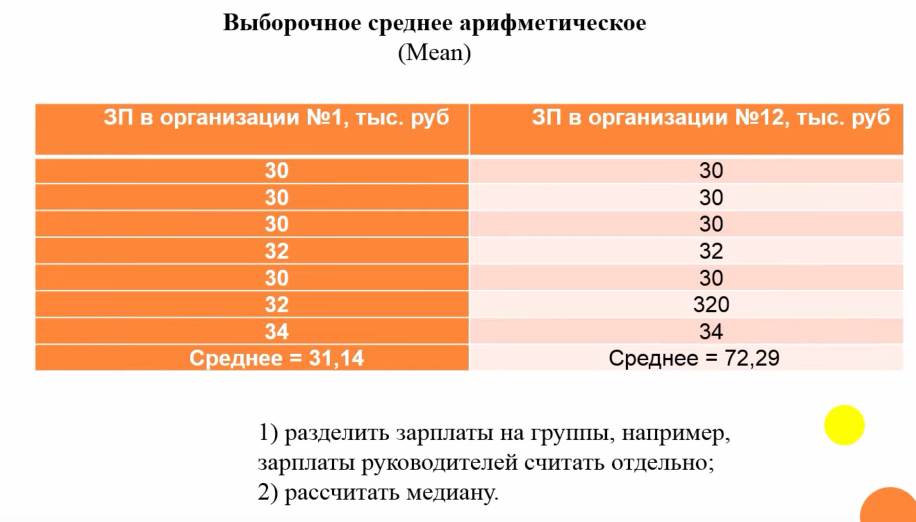 Выборочное среднее арифметическое
(Mean)
ЗП в организации №1, тыс. руб ЗП в организации №12, тыс. руб
30 30
30 30
30 30
32 32
30 30
32 320
34 34
Среднее = 31,14 Среднее = 72,29
1) разделить зарплаты на группы, например,
зарплаты руководителей считать отдельно;
2) рассчитать медиану.